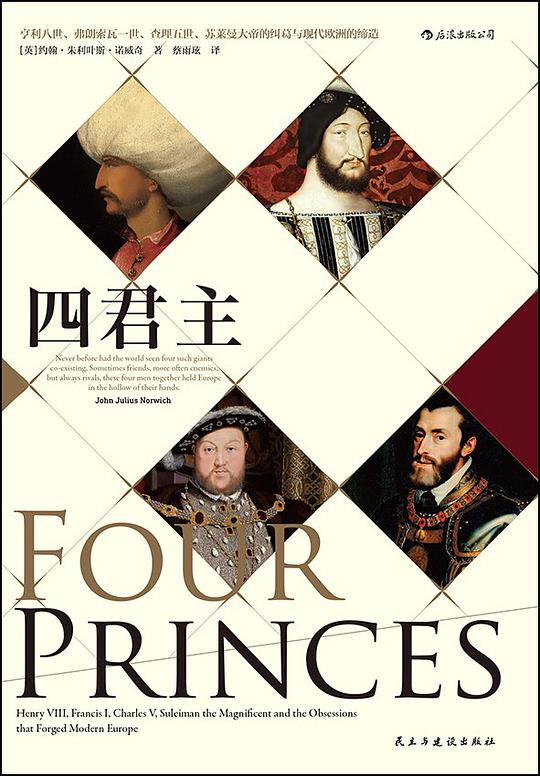 亨利八世、弗朗索瓦一世、查理五世、苏莱曼大帝的纠葛与现代欧洲的缔造
后浪出版公司
[英]约翰·朱利叶斯·诺威奇 著 蔡雨玹 译
四君主
Never before had the world seen four such giants
co-existing. Sometimes friends, more often enemies,
but always rivals, these four men together held Europe
in the hollow of their hands.
John Julius Norwich
FOUR
PRINCES
Henry VIII, Francis I, Charles V, Suleiman the Magnificent and the Obsessions
that Forged Modern Europe
民主与建设出版社